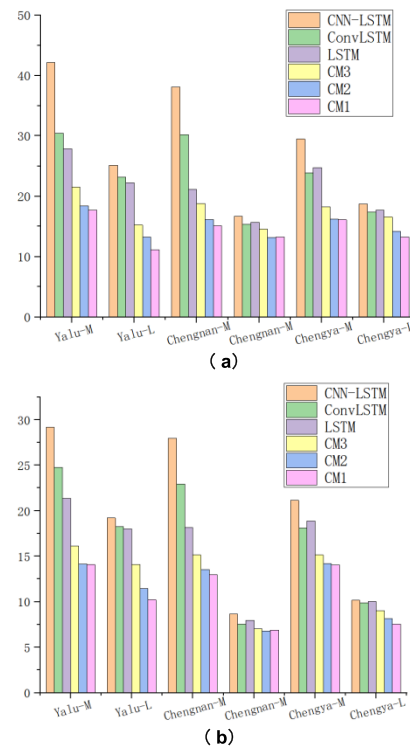 50
40
30
20
10
0
CNN-LSTM
ConvLSTM
LSTM
CM3
CM2
CM1
Yalu-M
Yalu-L
Chengnan-M
Chengnan-M
Chengya-M
Chengya-L
( a )
30
25
20
15
10
5
0
CNN-LSTM
ConvLSTM
LSTM
CM3
CM2
CM1
Yalu-M
Yalu-L
Chengnan-M
Chengnan-M
Chengya-M
Chengya-L
( b )